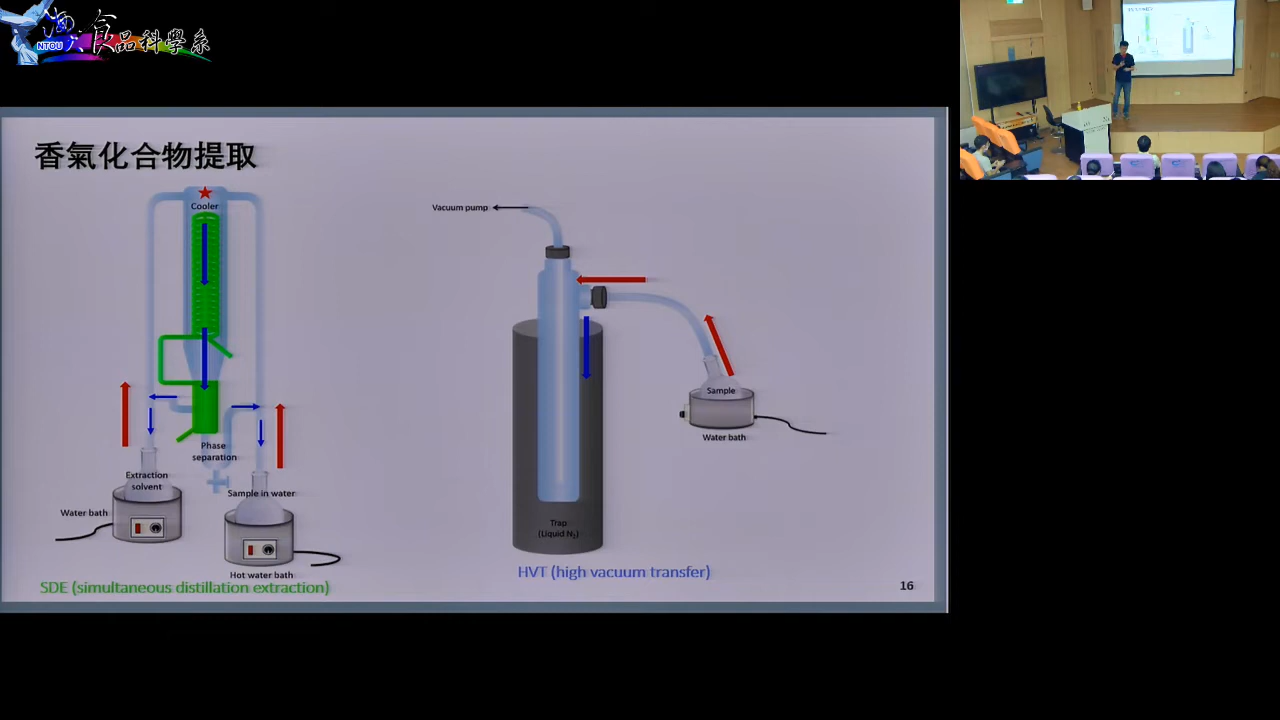 海大食品科學系
NTOU
香氣化合物提取
Cooler
Phase
separation
Extraction
solvent
Sample in water
Water bath
Hot water bath
SDE (simultaneous distillation extraction)
Vacuum pump
Sample
Water bath
Trap
(Liquid N₂)
HVT (high vacuum transfer)
16